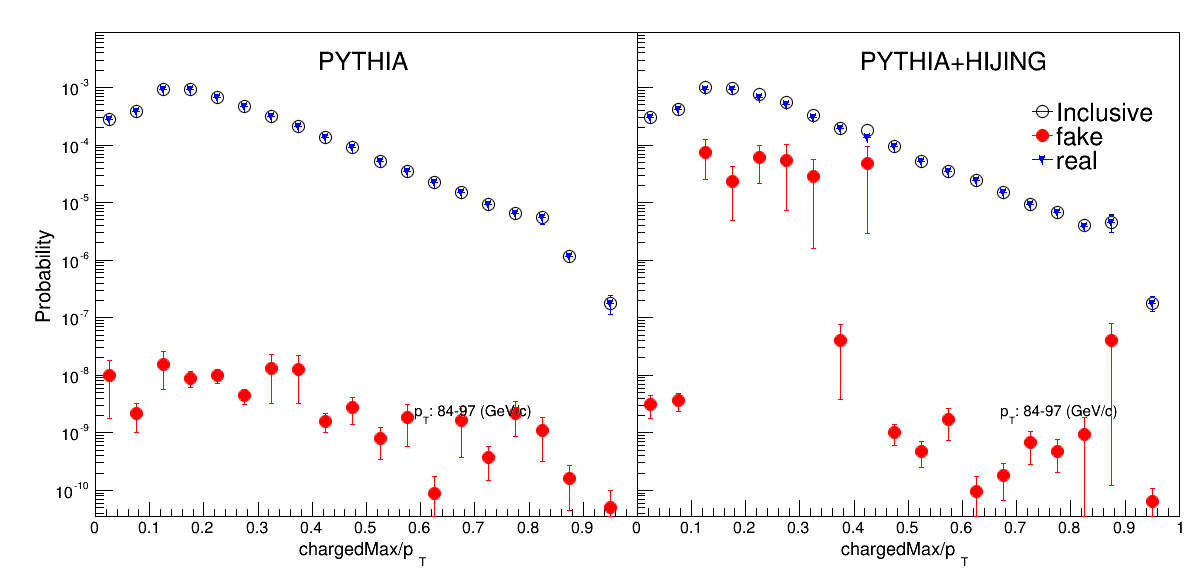 PYTHIA
PYTHIA+HIJING
Inclusive
fake
real
Probability
10-3
10-4
10-5
10-6
10-7
10-8
10-9
10-10
pT: 84-97 (GeV/c)
pT: 84-97 (GeV/c)
0 0.1 0.2 0.3 0.4 0.5 0.6 0.7 0.8 0.9
0 0.1 0.2 0.3 0.4 0.5 0.6 0.7 0.8 0.9 1
chargedMax/pT
chargedMax/pT